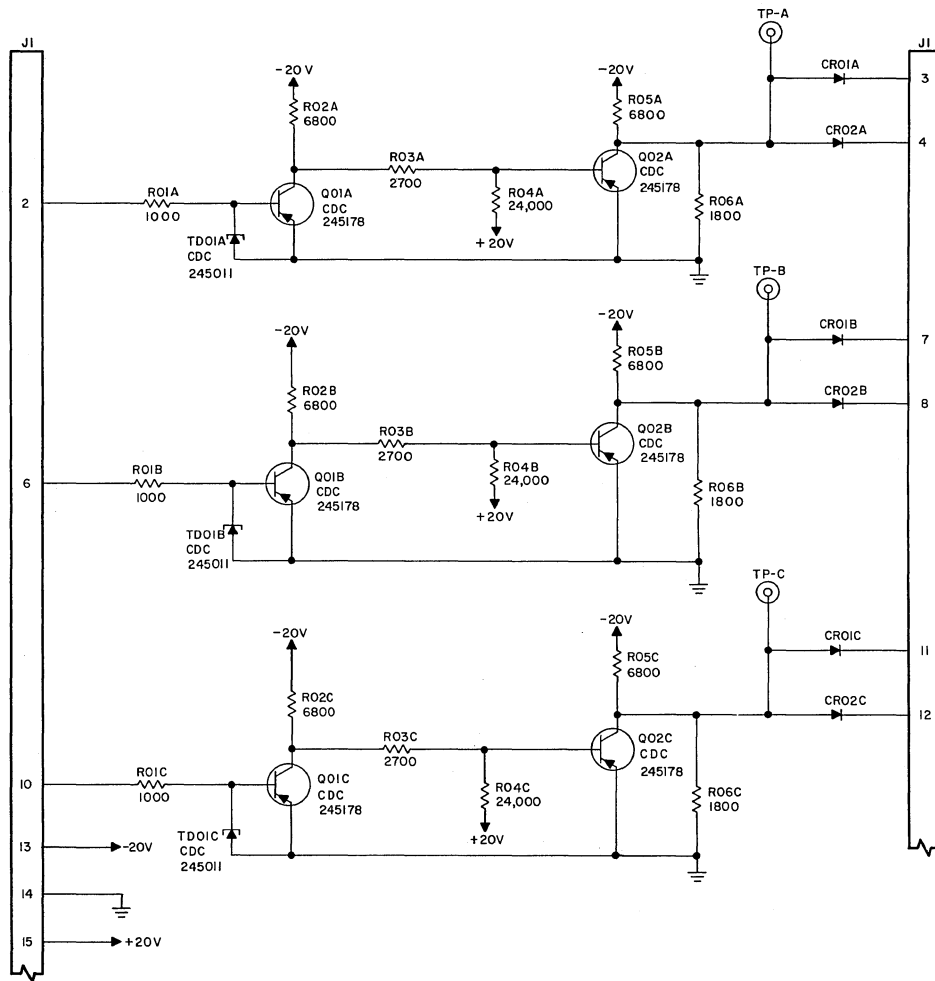 J1
TP-A
J1
CR01A
3
-20V
R02A
6800
-20V
R05A
6800
CR02A
4
R03A
2700
Q02A
CDC
245178
2
R01A
1000
Q01A
CDC
245178
R04A
24,000
R06A
1800
TD01A
CDC
245011
+20V
TP-B
CR01B
7
-20V
R02B
6800
-20V
R05B
6800
CR02B
8
R03B
2700
Q02B
CDC
245178
6
R01B
1000
Q01B
CDC
245178
R04B
24,000
R06B
1800
+20V
TD01B
CDC
245011
TP-C
CR01C
11
-20V
R02C
6800
-20V
R05C
6800
CR02C
12
R03C
2700
Q02C
CDC
245178
10
R01C
1000
Q01C
CDC
245178
R04C
24,000
R06C
1800
+20V
TD01C
CDC
245011
13
-20V
14
15
+20V